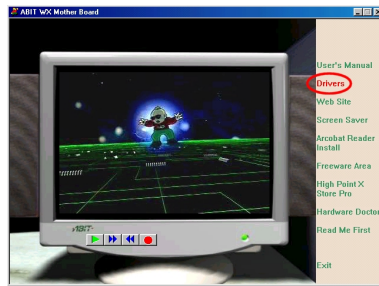 ABIT WX Mother Board
User's Manual
Drivers
Web Site
Screen Saver
Arcobat Reader
Install
Freeware Area
High Point X
Store Pro
Hardware Doctor
Read Me First
ABIT
Exit